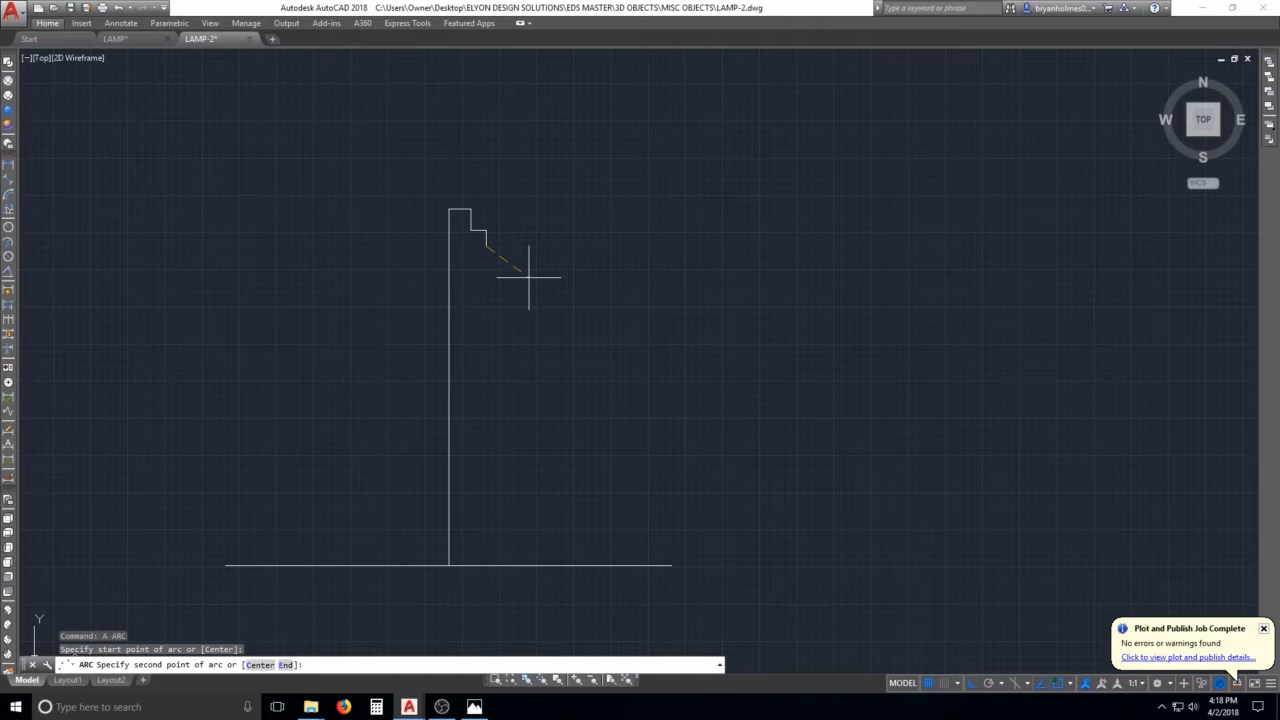 Autodesk AutoCAD 2018 C:\Users\Owner\Desktop\ELYON DESIGN SOLUTIONS\EDS MASTER\3D OBJECTS\MISC OBJECTS\LAMP-2.dwg
Type a keyword or phrase
bryanholmes0...
Home Insert Annotate Parametric View Manage Output Add-ins A360 Express Tools Featured Apps
Start LAMP* LAMP-2*
[−][Top][2D Wireframe]
N
W TOP E
S
WCS
Y
Command: A ARC
Specify start point of arc or [Center]:
ARC Specify second point of arc or [Center End]:
Plot and Publish Job Complete
No errors or warnings found
Click to view plot and publish details...
Model Layout1 Layout2
MODEL 1:1
Type here to search
4:18 PM
4/2/2018